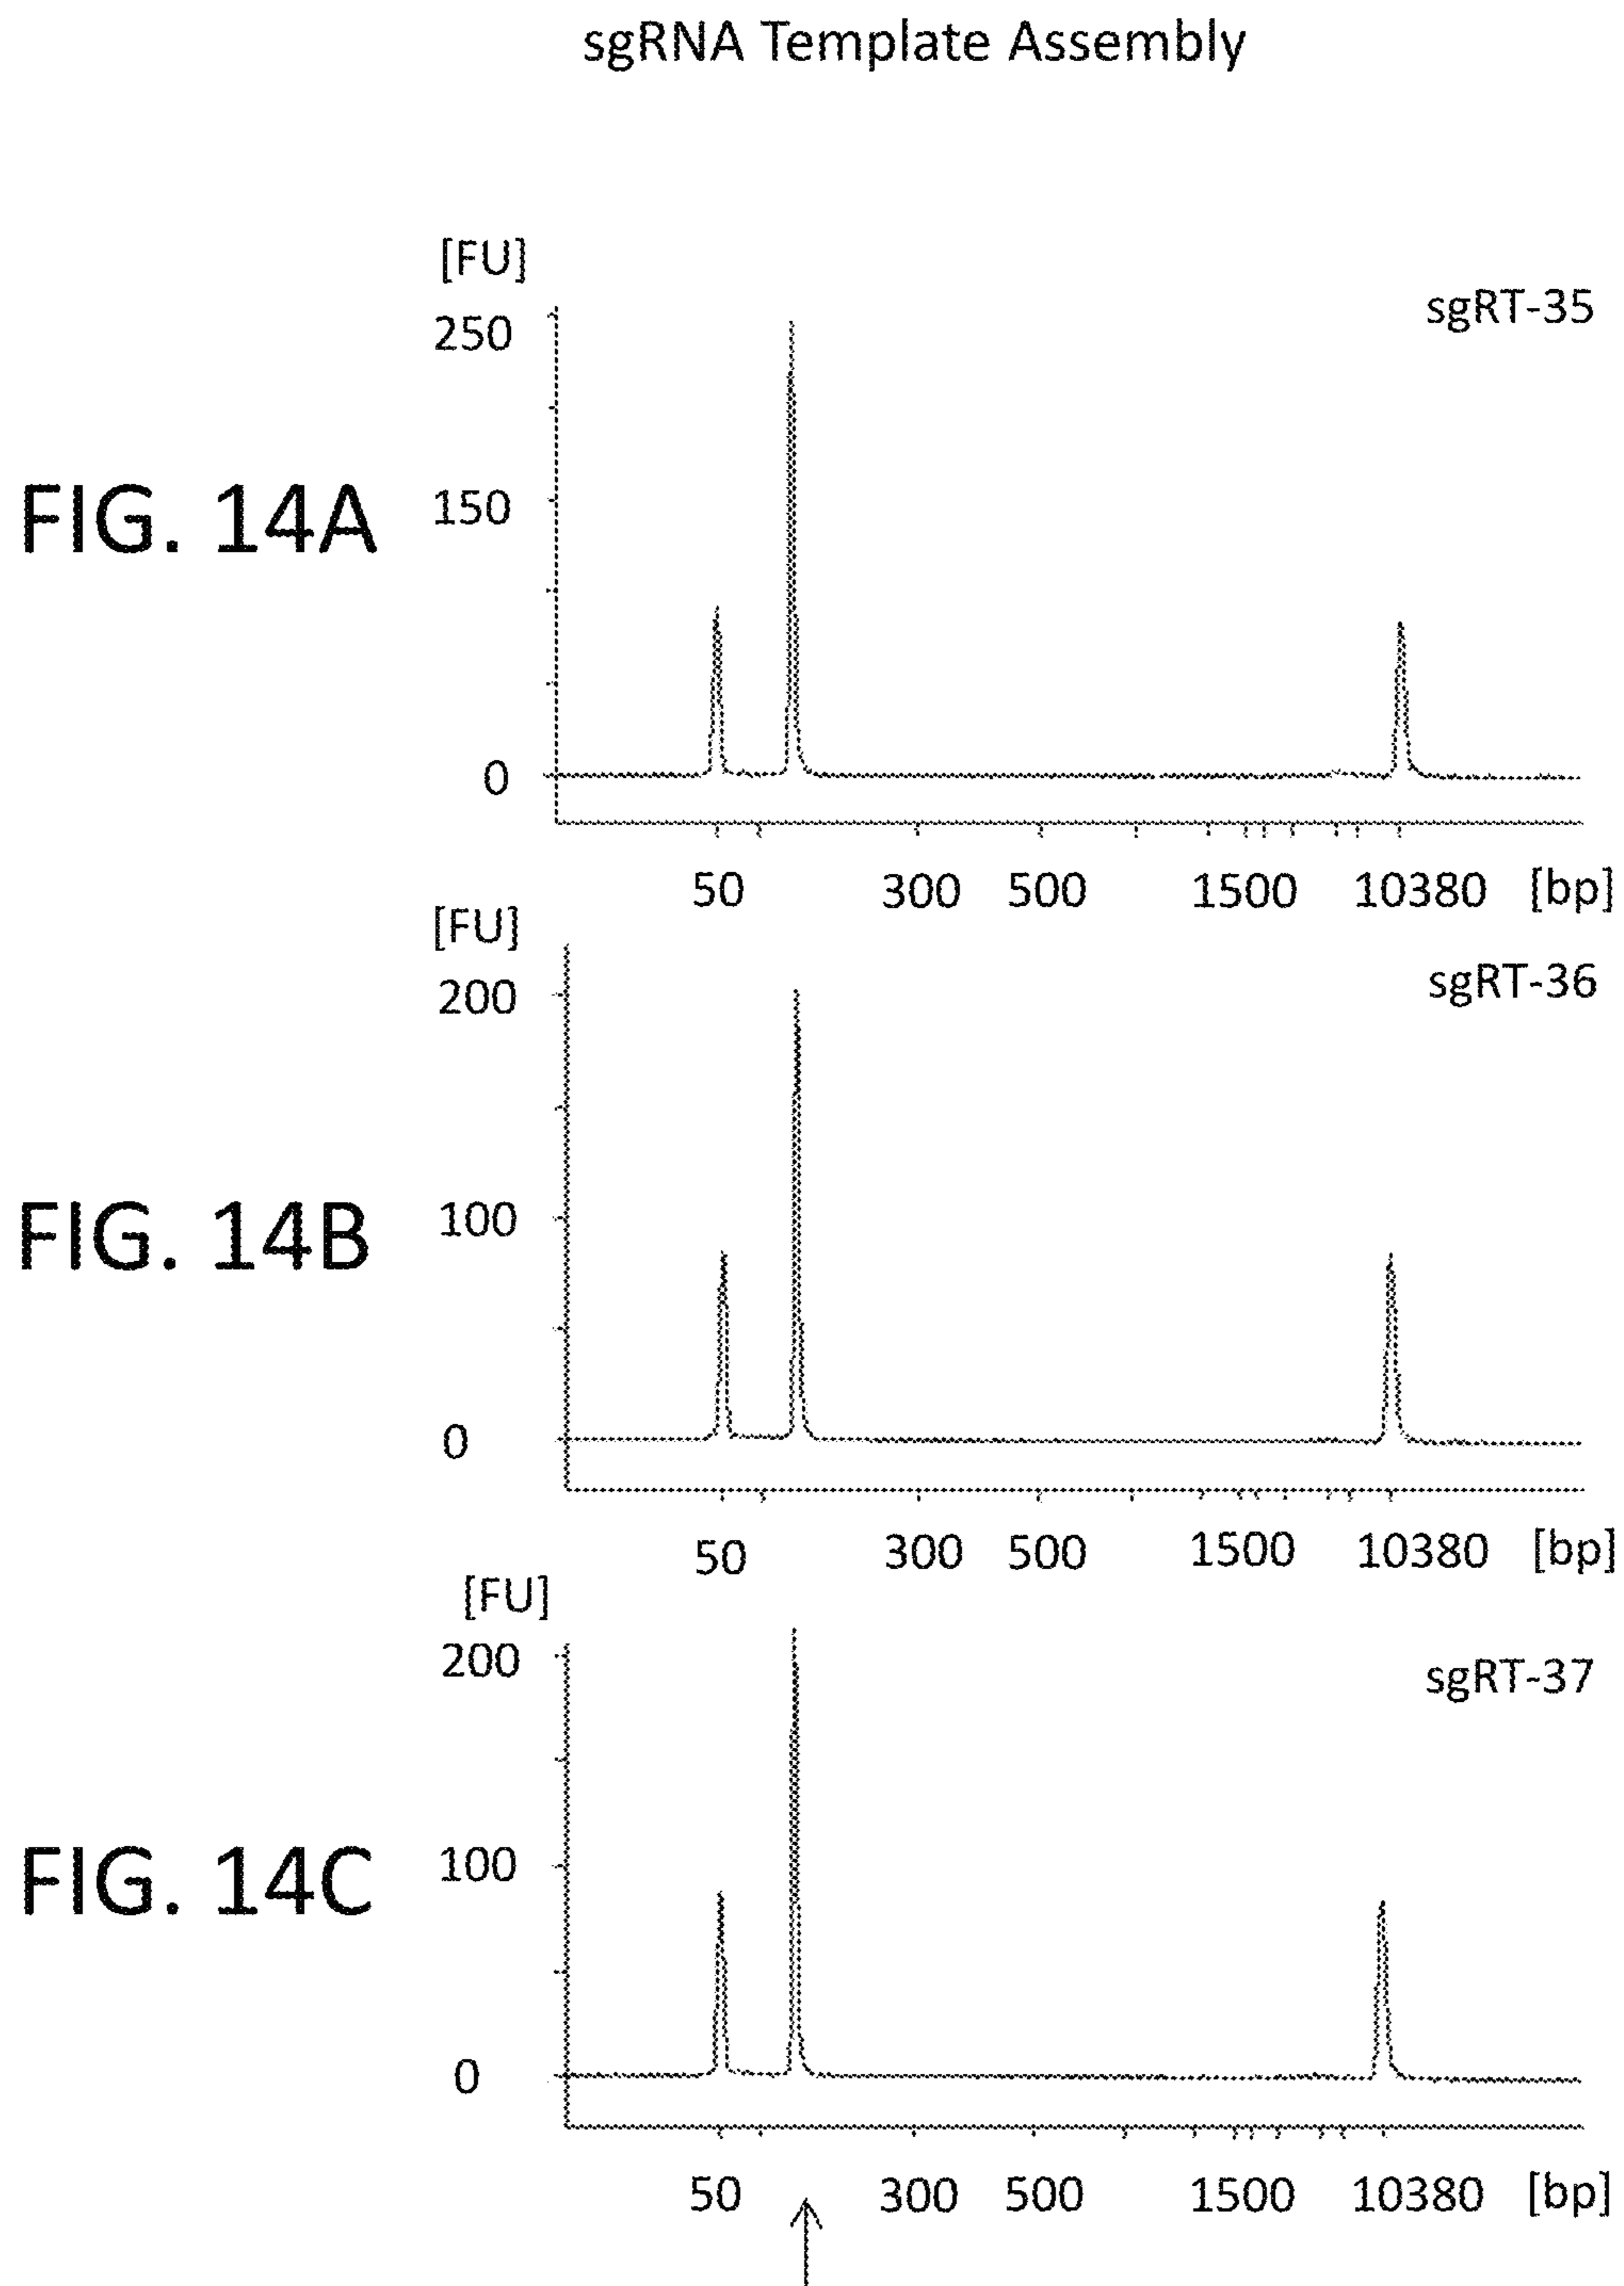 sgRNA Template Assembly
FIG. 14A
[FU]
sgRT-35
250
150
0
50 300 500 1500 10380 [bp]
FIG. 14B
[FU]
sgRT-36
200
100
0
50 300 500 1500 10380 [bp]
FIG. 14C
[FU]
sgRT-37
200
100
0
50 300 500 1500 10380 [bp]